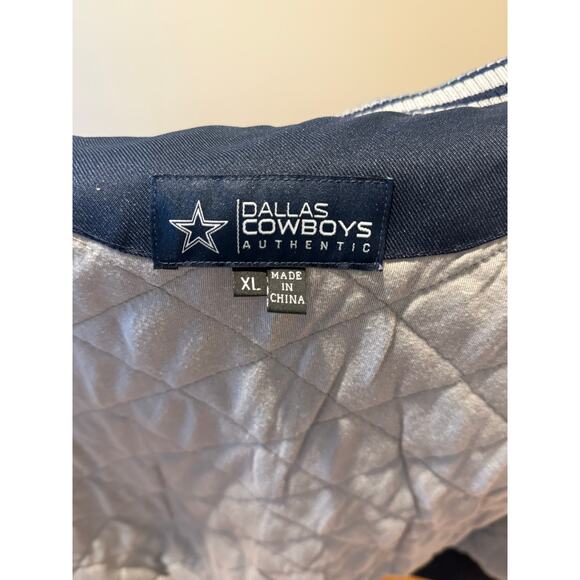 DALLAS
COWBOYS
AUTHENTIC
XL
MADE
IN
CHINA